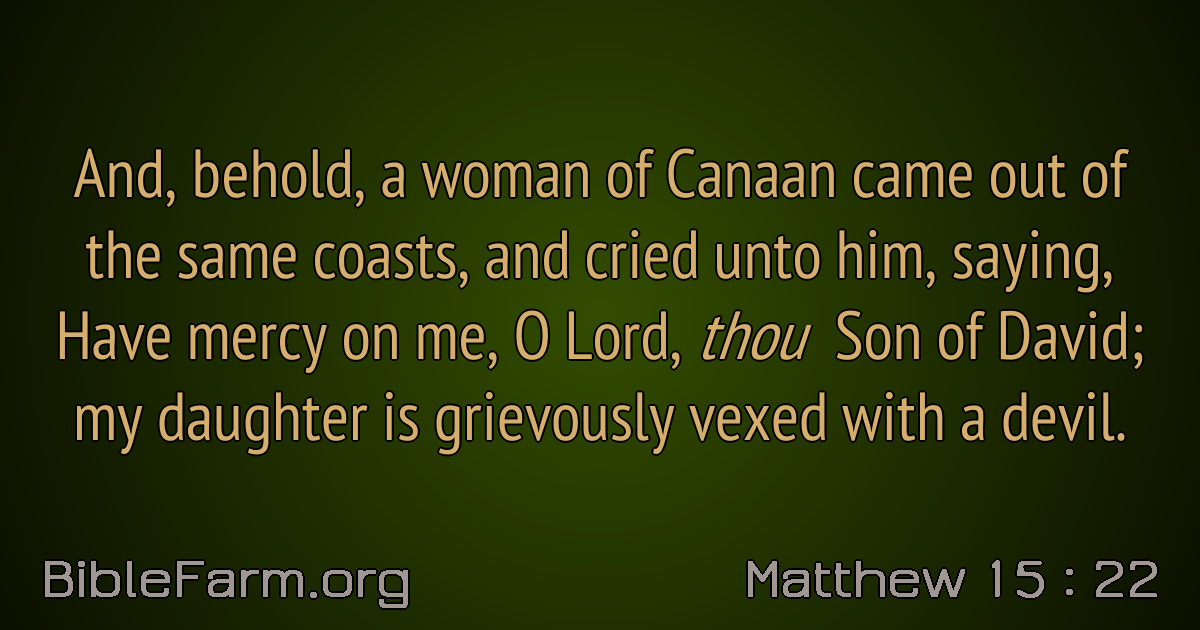 And, behold, a woman of Canaan came out of
the same coasts, and cried unto him, saying,
Have mercy on me, O Lord, thou Son of David;
my daughter is grievously vexed with a devil.
BibleFarm.org
Matthew 15 : 22